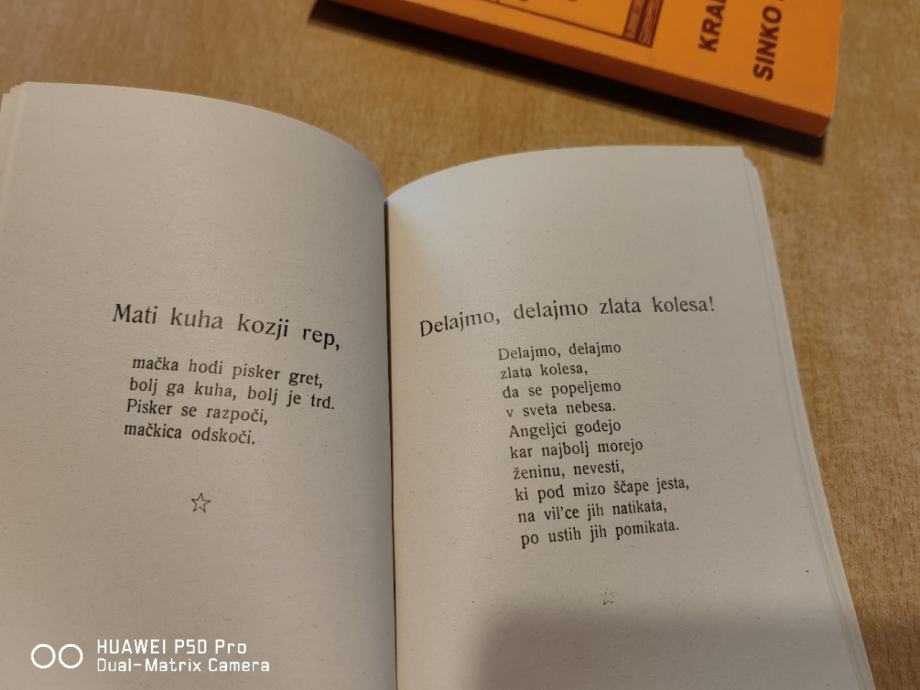 KRA
SINKO
Mati kuha kozji rep,
mačka hodi pisker gret,
bolj ga kuha, bolj je trd.
Pisker se razpoči,
mačkica odskoči.
Delajmo, delajmo zlata kolesa!
Delajmo, delajmo
zlata kolesa,
da se popeljemo
v sveta nebesa.
Angeljci godejo
kar najbolj morejo
ženinu, nevesti,
ki pod mizo ščape jesta,
na vil'ce jih natikata,
po ustih jih pomikata.
HUAWEI P50 Pro
Dual-Matrix Camera